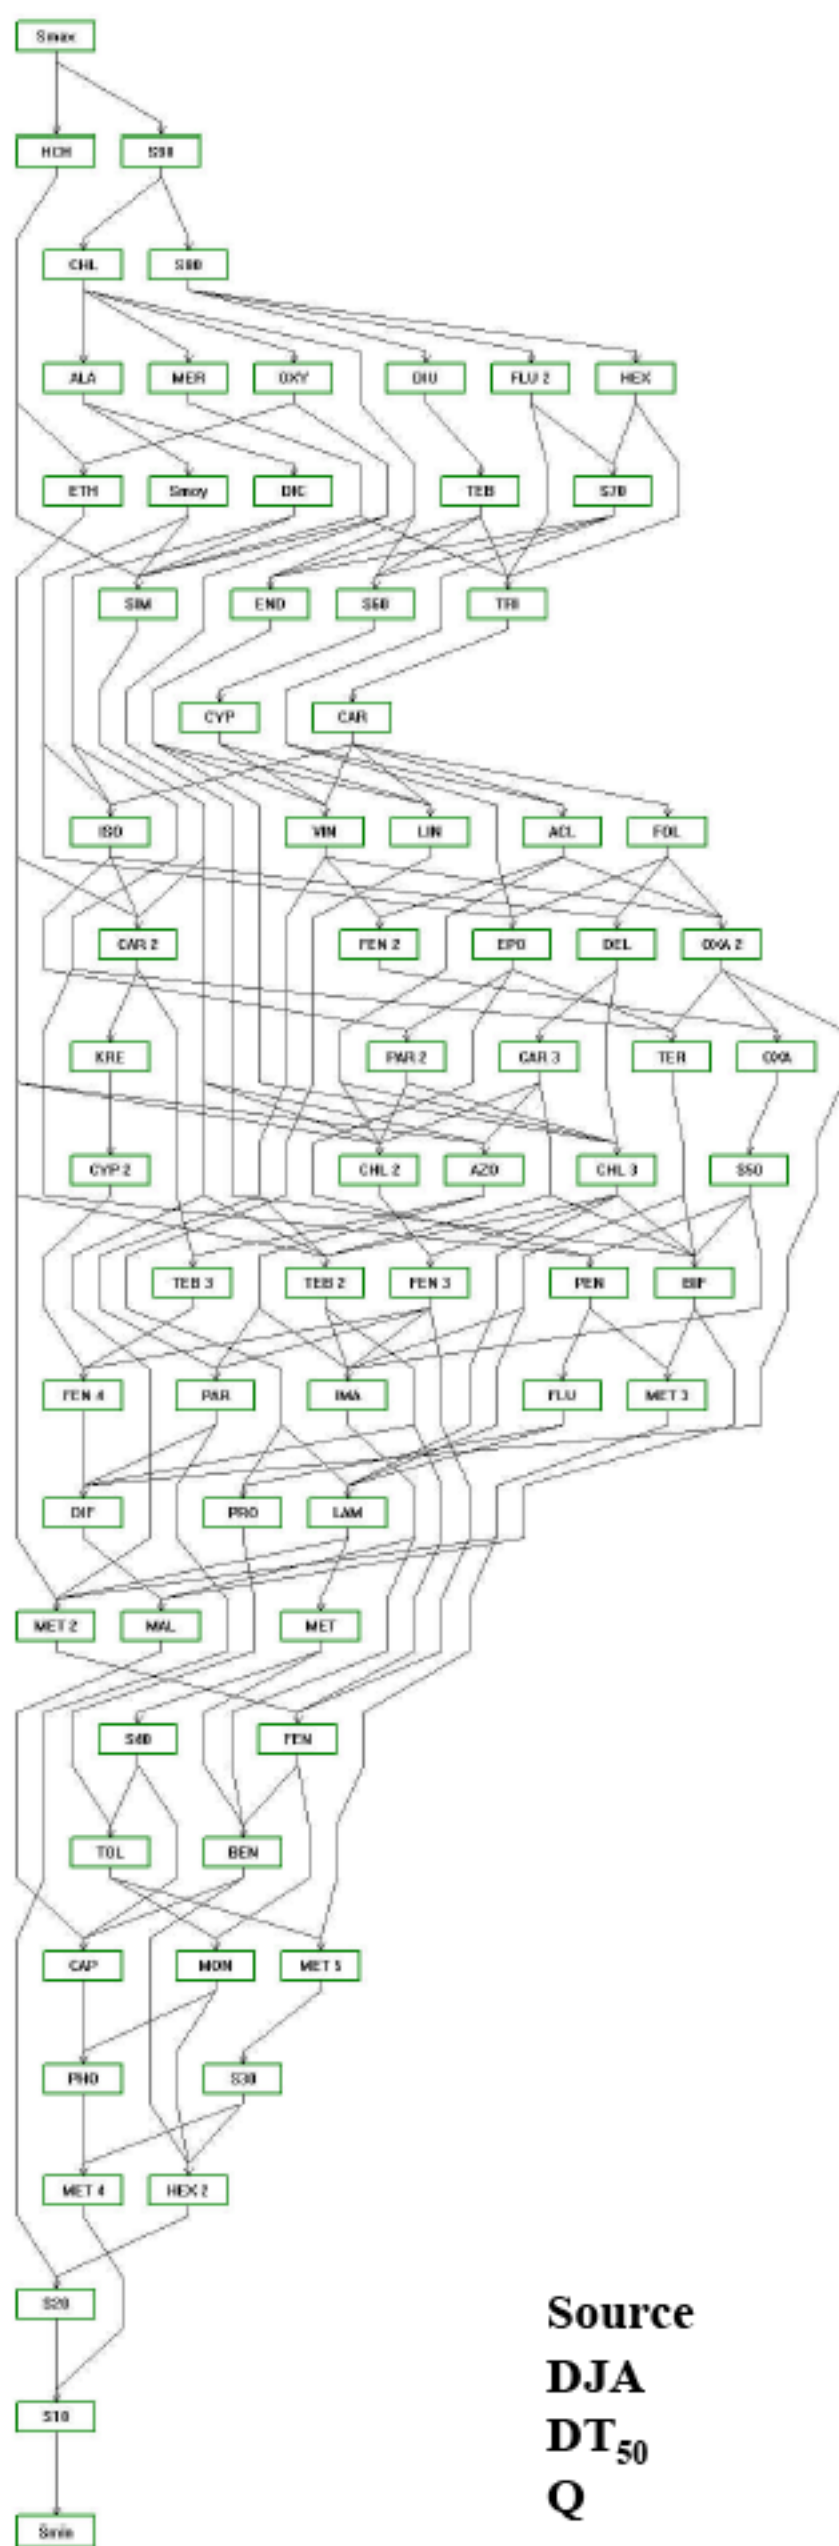 Smax
HCH S90
CHL S80
ALA MER OXY DIU FLU 2 HEX
ETH Smoy DIC TEB S70
SIM END S60 TRI
CYP CAR
ISO VIN LIN ACL FOL
CAR 2 FEN 2 EPO DEL OXA 2
KRE PAR 2 CAR 3 TER OXA
CYP 2 CHL 2 AZO CHL 3 S50
TEB 3 TEB 2 FEN 3 PEN BIF
FEN 4 PAR IMA FLU MET 3
DIF PRO LAM
MET 2 MAL MET
S40 FEN
TOL BEN
CAP MON MET 5
PHO S30
MET 4 HEX 2
S20
S10
Smin
Source
DJA
DT50
Q